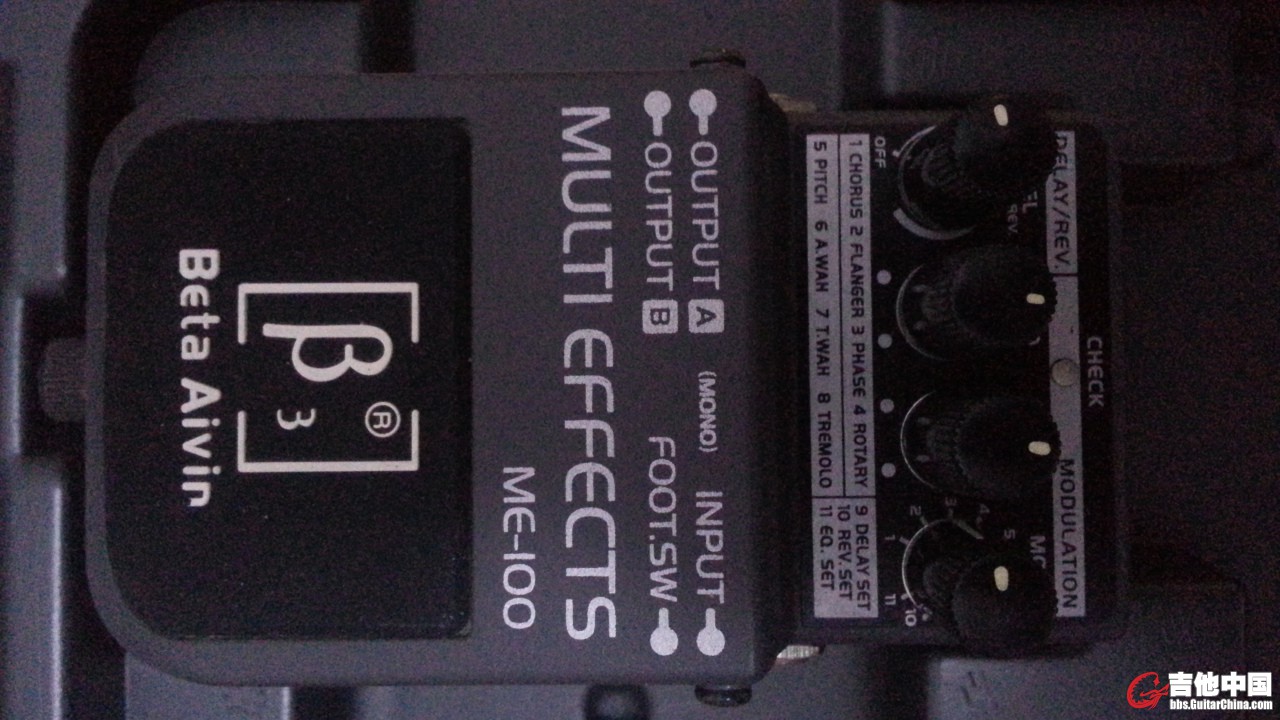 CHECK
DELAY/REV. MODULATION
REV.
OFF
1 2 3 4 5 10 11
1 CHORUS 2 FLANGER 3 PHASE 4 ROTARY
5 PITCH 6 A.WAH 7 T.WAH 8 TREMOLO
9 DELAY SET
10 REV. SET
11 EQ. SET
OUTPUT A (MONO) INPUT
OUTPUT B FOOT.SW
MULTI EFFECTS
ME-100
β3®
Beta Aivin
吉他中国
bbs.GuitarChina.com